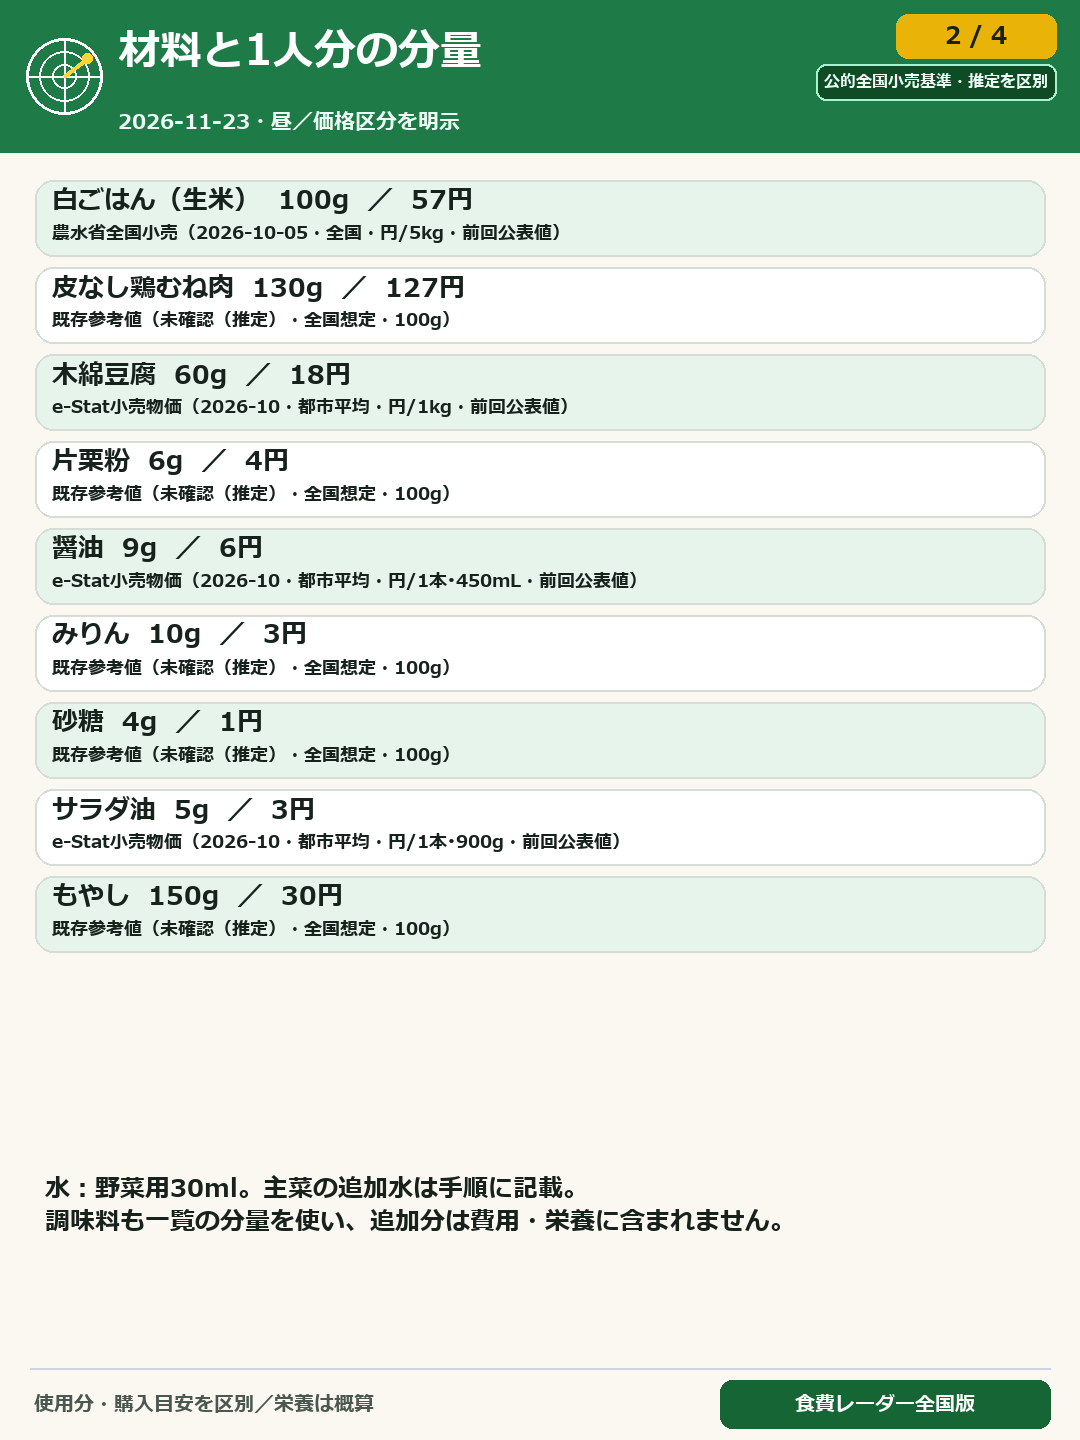 材料と1人分の分量
2026-11-23・昼／価格区分を明示
2 / 4
公的全国小売基準・推定を区別
白ごはん（生米） 100g ／ 57円
農水省全国小売（2026-10-05・全国・円/5kg・前回公表値）
皮なし鶏むね肉 130g ／ 127円
既存参考値（未確認（推定）・全国想定・100g）
木綿豆腐 60g ／ 18円
e-Stat小売物価（2026-10・都市平均・円/1kg・前回公表値）
片栗粉 6g ／ 4円
既存参考値（未確認（推定）・全国想定・100g）
醤油 9g ／ 6円
e-Stat小売物価（2026-10・都市平均・円/1本･450mL・前回公表値）
みりん 10g ／ 3円
既存参考値（未確認（推定）・全国想定・100g）
砂糖 4g ／ 1円
既存参考値（未確認（推定）・全国想定・100g）
サラダ油 5g ／ 3円
e-Stat小売物価（2026-10・都市平均・円/1本･900g・前回公表値）
もやし 150g ／ 30円
既存参考値（未確認（推定）・全国想定・100g）
水：野菜用30ml。主菜の追加水は手順に記載。
調味料も一覧の分量を使い、追加分は費用・栄養に含まれません。
使用分・購入目安を区別／栄養は概算
食費レーダー全国版